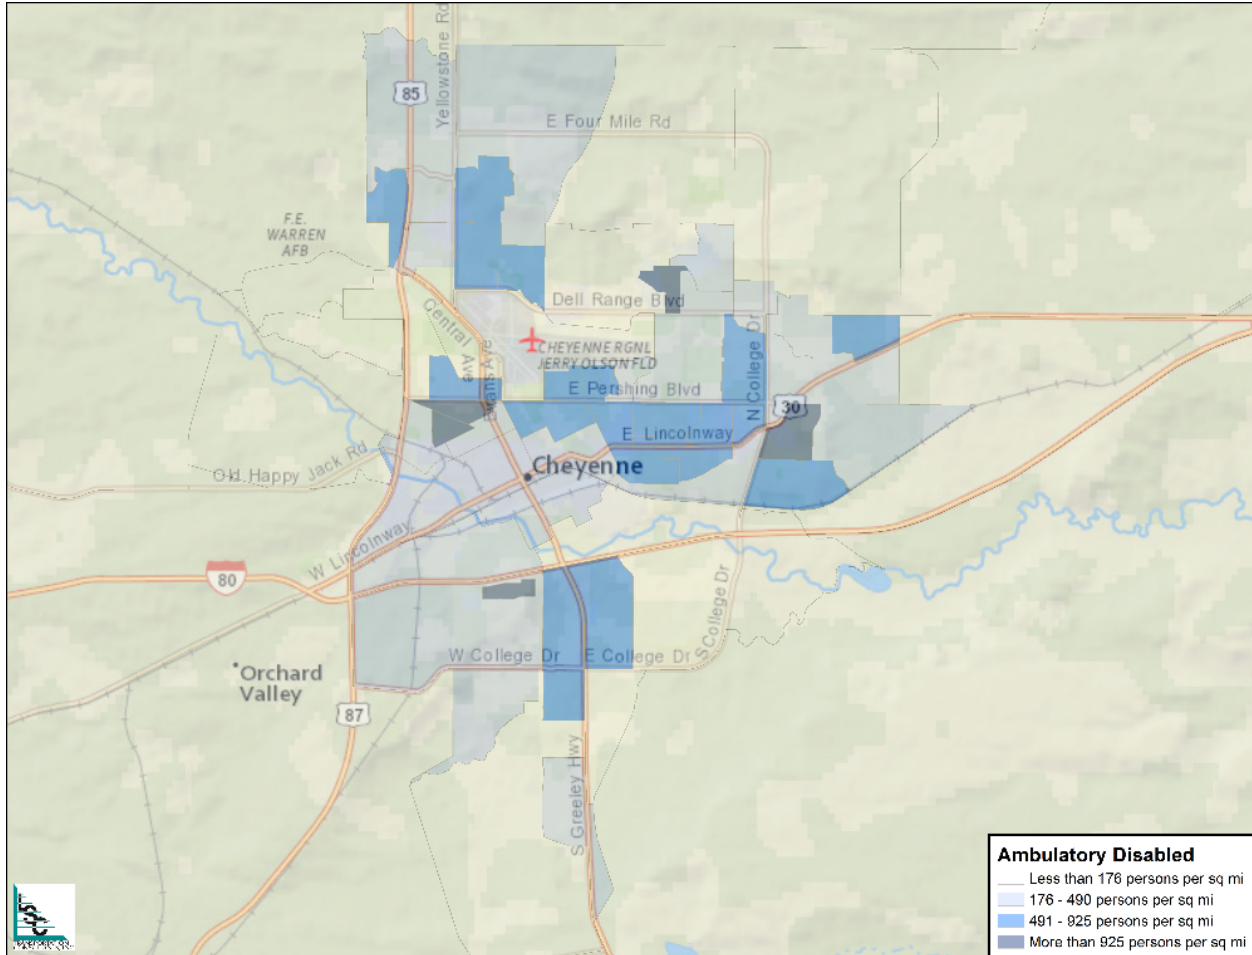 Yellowstone Rd
85
E Four Mile Rd
F.E.
WARREN
AFB
Dell Range Blvd
Central Ave
Evans Ave
CHEYENNE RGNL
JERRY OLSON FLD
E Pershing Blvd
N College Dr
30
E Lincolnway
Cheyenne
Old Happy Jack Rd
W Lincolnway
80
S College Dr
W College Dr
E College Dr
Orchard
Valley
87
S Greeley Hwy
Ambulatory Disabled
Less than 176 persons per sq mi
176 - 490 persons per sq mi
491 - 925 persons per sq mi
More than 925 persons per sq mi
LSC